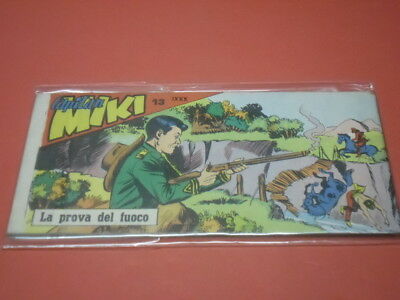 Capitan
MIKI
13
La prova del fuoco